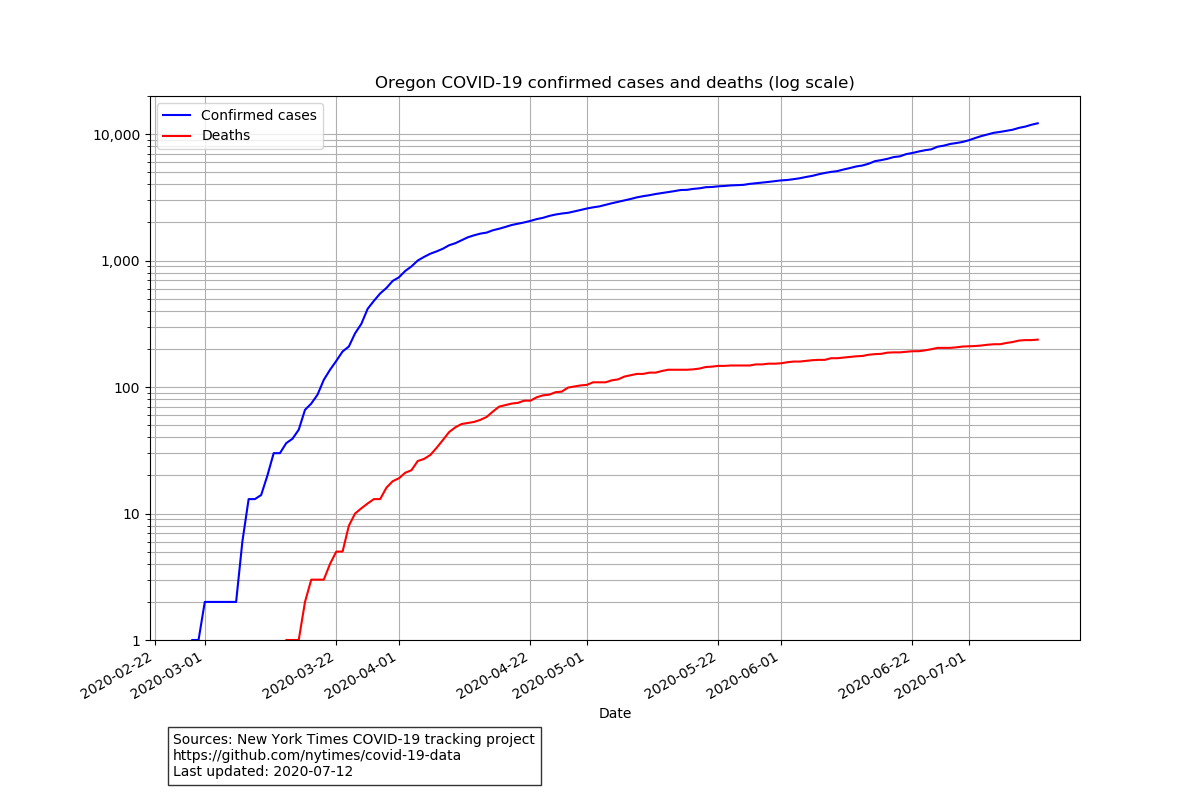 Oregon COVID-19 confirmed cases and deaths (log scale)
Confirmed cases
Deaths
10,000
1,000
100
10
1
2020-02-22
2020-03-01
2020-03-22
2020-04-01
2020-04-22
2020-05-01
2020-05-22
2020-06-01
2020-06-22
2020-07-01
Date
Sources: New York Times COVID-19 tracking project
https://github.com/nytimes/covid-19-data
Last updated: 2020-07-12